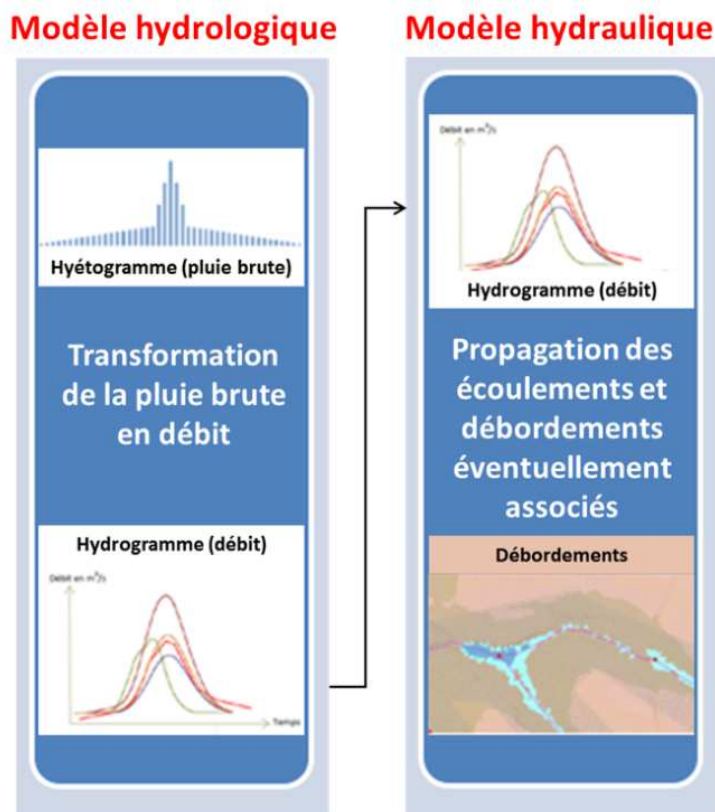 Modèle hydrologique
Hyétogramme (pluie brute)
Transformation
de la pluie brute
en débit
Hydrogramme (débit)
Débit en m³/s
Temps
Modèle hydraulique
Débit en m³/s
Hydrogramme (débit)
Propagation des
écoulements et
débordements
éventuellement
associés
Débordements